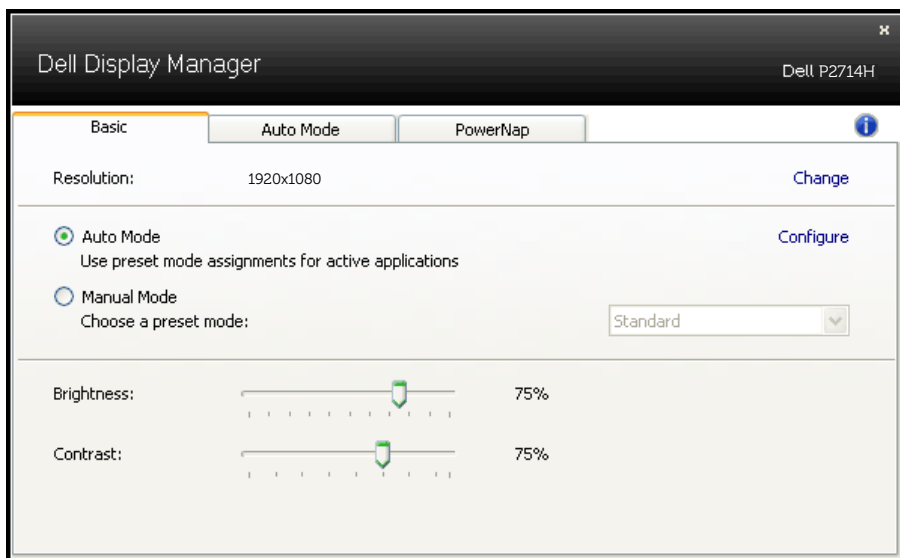 Dell Display Manager
Dell P2714H
Basic
Auto Mode
PowerNap
Resolution:
1920x1080
Change
Auto Mode
Configure
Use preset mode assignments for active applications
Manual Mode
Choose a preset mode:
Standard
Brightness:
75%
Contrast:
75%